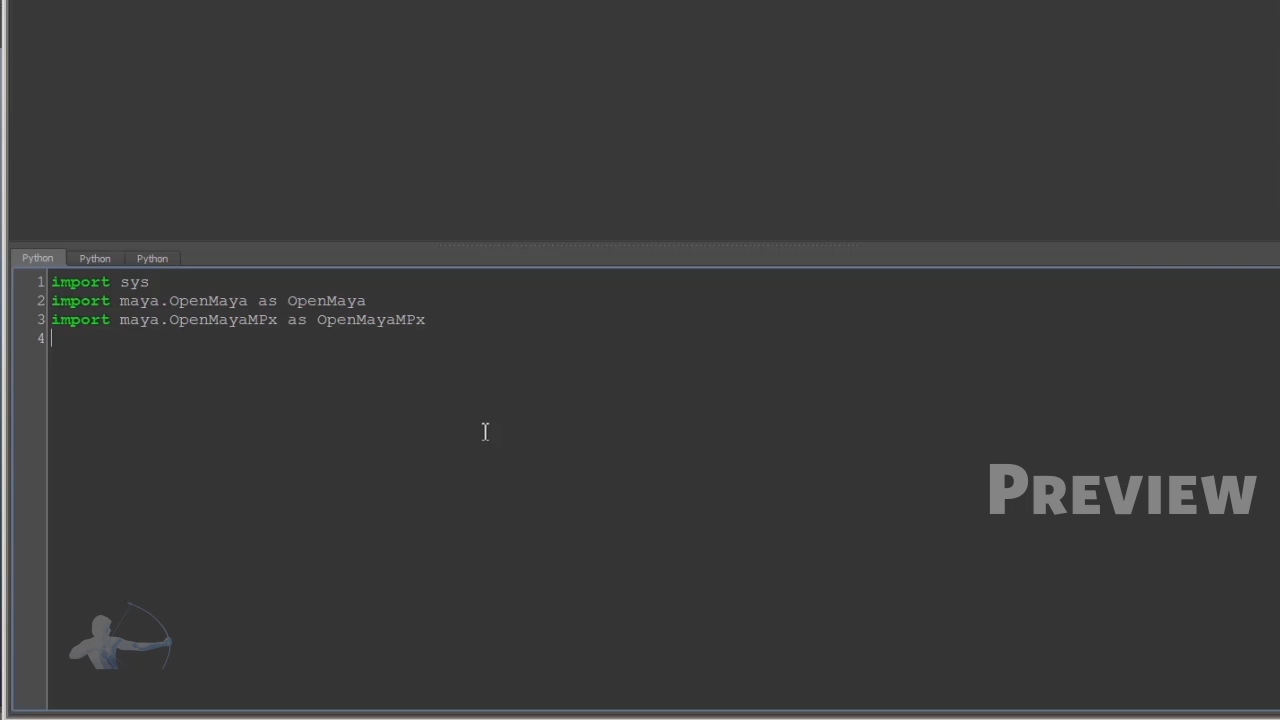 Python Python Python
1 import sys
2 import maya.OpenMaya as OpenMaya
3 import maya.OpenMayaMPx as OpenMayaMPx
4
PREVIEW